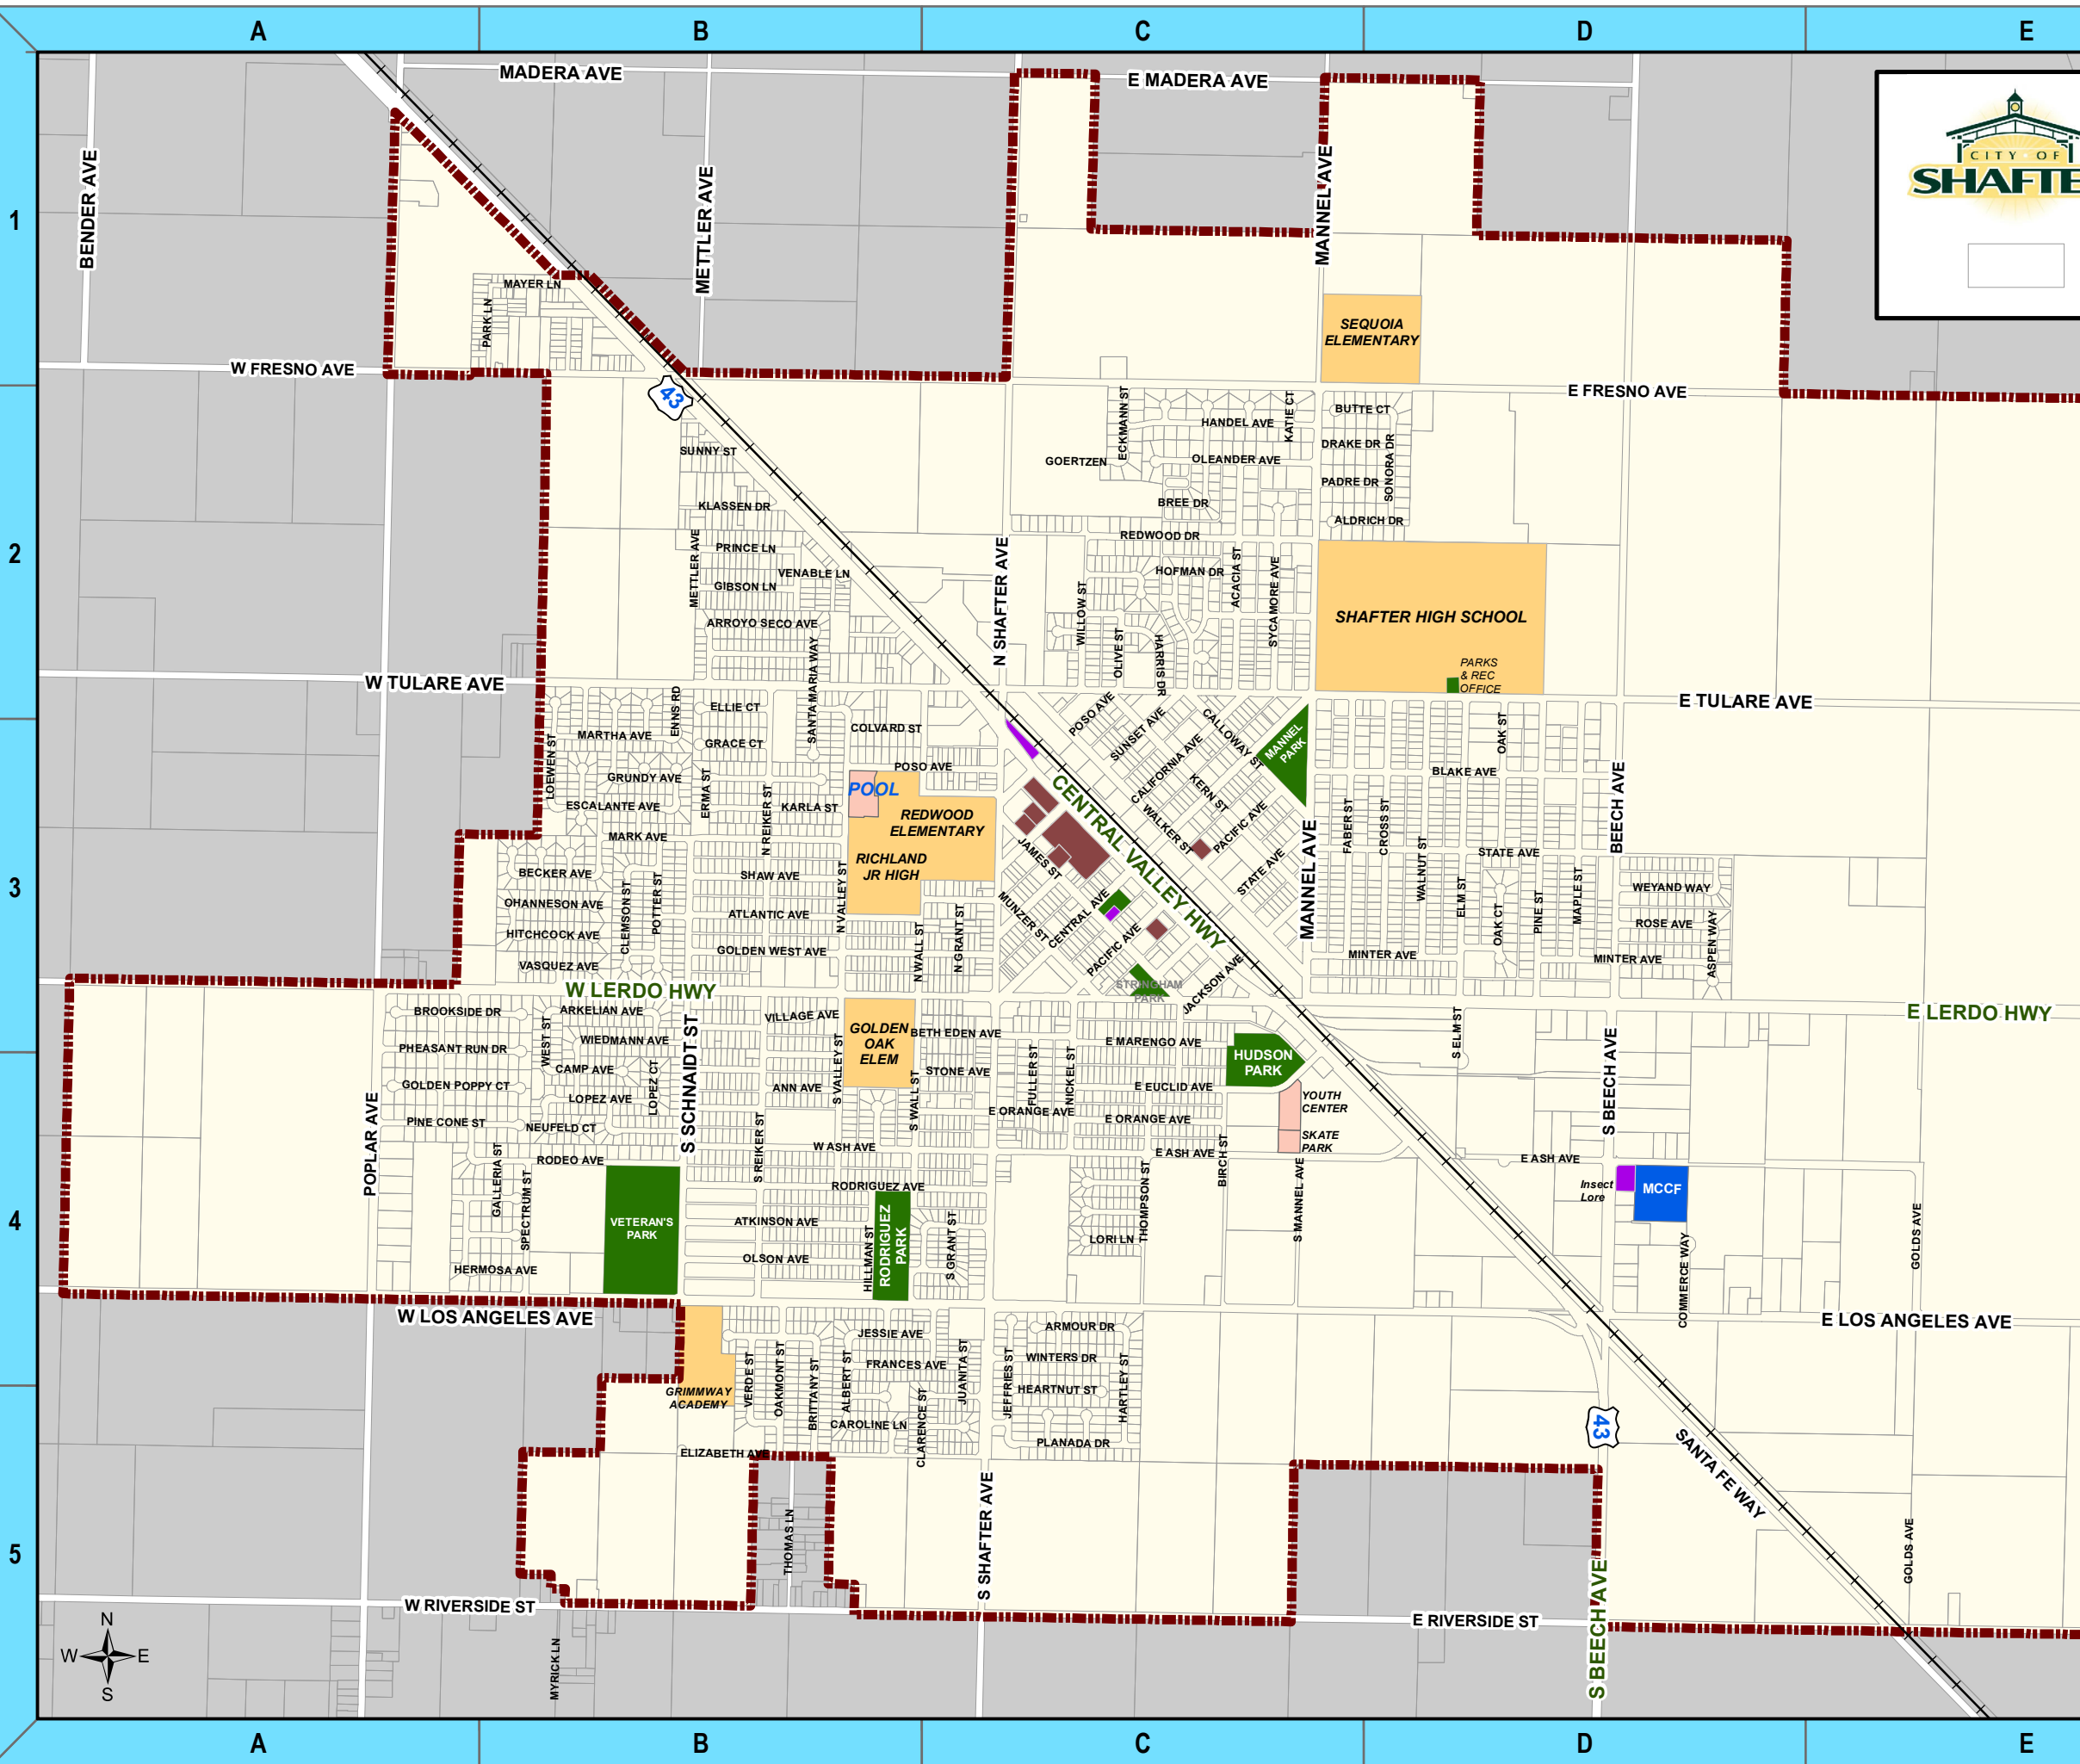 A B C D E
MADERA AVE
E MADERA AVE
BENDER AVE
METTLER AVE
MANNEL AVE
CITY OF
SHAFTE
1
MAYER LN
PARK LN
SEQUOIA
ELEMENTARY
W FRESNO AVE
E FRESNO AVE
43
SUNNY ST
KLASSEN DR
METTLER AVE
PRINCE LN
VENABLE LN
GIBSON LN
ARROYO SECO AVE
SANTA MARIA WAY
N SHAFTER AVE
ECKMANN ST
HANDEL AVE
KATIE CT
BUTTE CT
GOERTZEN
OLEANDER AVE
DRAKE DR
SONORA DR
BREE DR
PADRE DR
REDWOOD DR
ALDRICH DR
HOFMAN DR
ACACIA ST
SYCAMORE AVE
WILLOW ST
OLIVE ST
HARRIS DR
SHAFTER HIGH SCHOOL
PARKS
& REC
OFFICE
2
W TULARE AVE
E TULARE AVE
ENNS RD
ELLIE CT
MARTHA AVE
GRACE CT
COLVARD ST
LOEWEN ST
GRUNDY AVE
ERMA ST
POSO AVE
ESCALANTE AVE
N REIKER ST
KARLA ST
POOL
REDWOOD
ELEMENTARY
MARK AVE
RICHLAND
JR HIGH
POSO AVE
SUNSET AVE
CALLOWAY ST
CALIFORNIA AVE
KERN ST
MANNEL
PARK
WALKER ST
PACIFIC AVE
STATE AVE
CENTRAL VALLEY HWY
JAMES ST
MUNZER ST
CENTRAL AVE
PACIFIC AVE
STRINGHAM
PARK
JACKSON AVE
MANNEL AVE
OAK ST
BLAKE AVE
FABER ST
CROSS ST
BEECH AVE
STATE AVE
WALNUT ST
ELM ST
OAK CT
PINE ST
MAPLE ST
WEYAND WAY
ROSE AVE
ASPEN WAY
MINTER AVE
MINTER AVE
3
BECKER AVE
SHAW AVE
OHANNESON AVE
CLEMSON ST
POTTER ST
ATLANTIC AVE
N VALLEY ST
HITCHCOCK AVE
GOLDEN WEST AVE
N WALL ST
N GRANT ST
VASQUEZ AVE
W LERDO HWY
E LERDO HWY
BROOKSIDE DR
ARKELIAN AVE
VILLAGE AVE
WEST ST
WIEDMANN AVE
S SCHNAIDT ST
GOLDEN
OAK
ELEM
BETH EDEN AVE
PHEASANT RUN DR
CAMP AVE
LOPEZ CT
STONE AVE
GOLDEN POPPY CT
LOPEZ AVE
ANN AVE
S VALLEY ST
S WALL ST
FULLER ST
NICKEL ST
E MARENGO AVE
HUDSON
PARK
E EUCLID AVE
E ORANGE AVE
E ORANGE AVE
YOUTH
CENTER
SKATE
PARK
S ELM ST
S BEECH AVE
PINE CONE ST
NEUFELD CT
POPLAR AVE
S REIKER ST
W ASH AVE
E ASH AVE
BIRCH ST
E ASH AVE
RODEO AVE
GALLERIA ST
SPECTRUM ST
VETERAN'S
PARK
RODRIGUEZ AVE
ATKINSON AVE
OLSON AVE
HILLMAN ST
RODRIGUEZ
PARK
S GRANT ST
THOMPSON ST
LORI LN
S MANNEL AVE
Insect
Lore
MCCF
COMMERCE WAY
GOLDS AVE
4
HERMOSA AVE
W LOS ANGELES AVE
E LOS ANGELES AVE
JESSIE AVE
ARMOUR DR
FRANCES AVE
WINTERS DR
VERDE ST
OAKMONT ST
BRITTANY ST
ALBERT ST
JUANITA ST
JEFFRIES ST
HEARTNUT ST
HARTLEY ST
GRIMMWAY
ACADEMY
CAROLINE LN
CLARENCE ST
PLANADA DR
ELIZABETH AVE
43
SANTA FE WAY
5
THOMAS LN
S SHAFTER AVE
S BEECH AVE
GOLDS AVE
W RIVERSIDE ST
E RIVERSIDE ST
MYRICK LN
N
W E
S
A B C D E
1
2
3
4
5